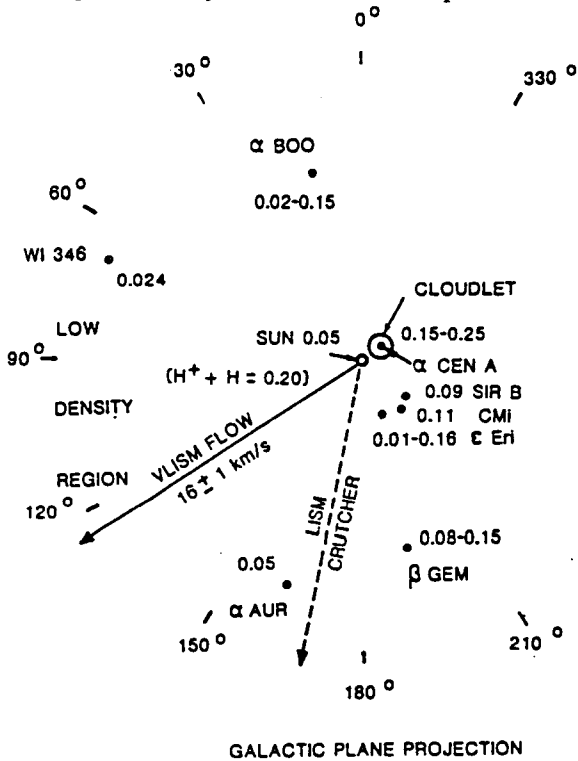 0°
30°
330°
α BOO
0.02-0.15
60°
WI 346
0.024
CLOUDLET
LOW
SUN 0.05
0.15-0.25
90°
α CEN A
(H⁺ + H = 0.20)
0.09 SIR B
DENSITY
0.11 CMi
0.01-0.16 ε Eri
VLISM FLOW
16 ± 1 km/s
REGION
120°
LISM
CRUTCHER
0.08-0.15
β GEM
0.05
α AUR
150°
210°
180°
GALACTIC PLANE PROJECTION